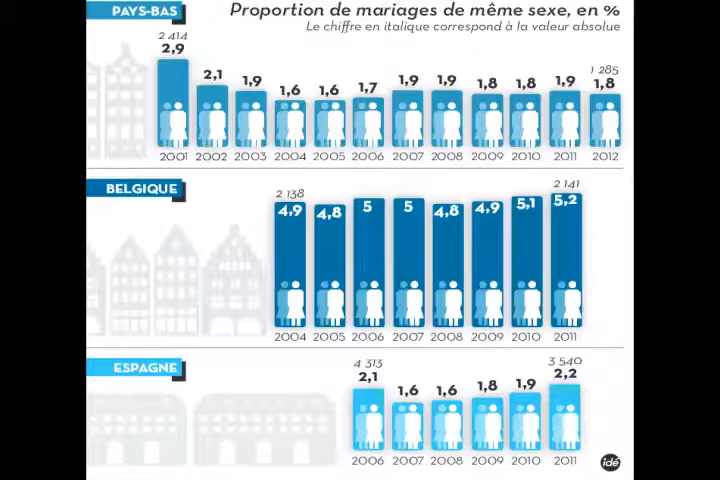 PAYS-BAS
Proportion de mariages de même sexe, en %
Le chiffre en italique correspond à la valeur absolue
2 414
2,9 2,1 1,9 1,6 1,6 1,7 1,9 1,9 1,8 1,8 1,9 1,8
1 285
2001 2002 2003 2004 2005 2006 2007 2008 2009 2010 2011 2012
BELGIQUE
2 138 2 141
4,9 4,8 5 5 4,8 4,9 5,1 5,2
2004 2005 2006 2007 2008 2009 2010 2011
ESPAGNE
4 313 3 540
2,1 1,6 1,6 1,8 1,9 2,2
2006 2007 2008 2009 2010 2011
idé